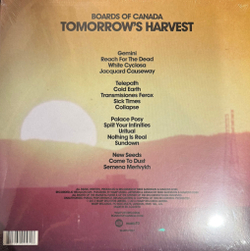 BOARDS OF CANADA
TOMORROW'S HARVEST
Gemini
Reach For The Dead
White Cyclosa
Jacquard Causeway
Telepath
Cold Earth
Transmisiones Ferox
Sick Times
Collapse
Palace Posy
Split Your Infinities
Uritual
Nothing Is Real
Sundown
New Seeds
Come To Dust
Semena Mertvykh